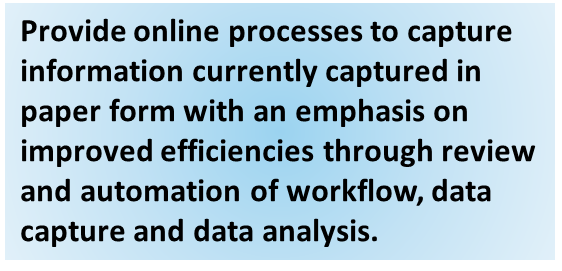 Provide online processes to capture
information currently captured in
paper form with an emphasis on
improved efficiencies through review
and automation of workflow, data
capture and data analysis.